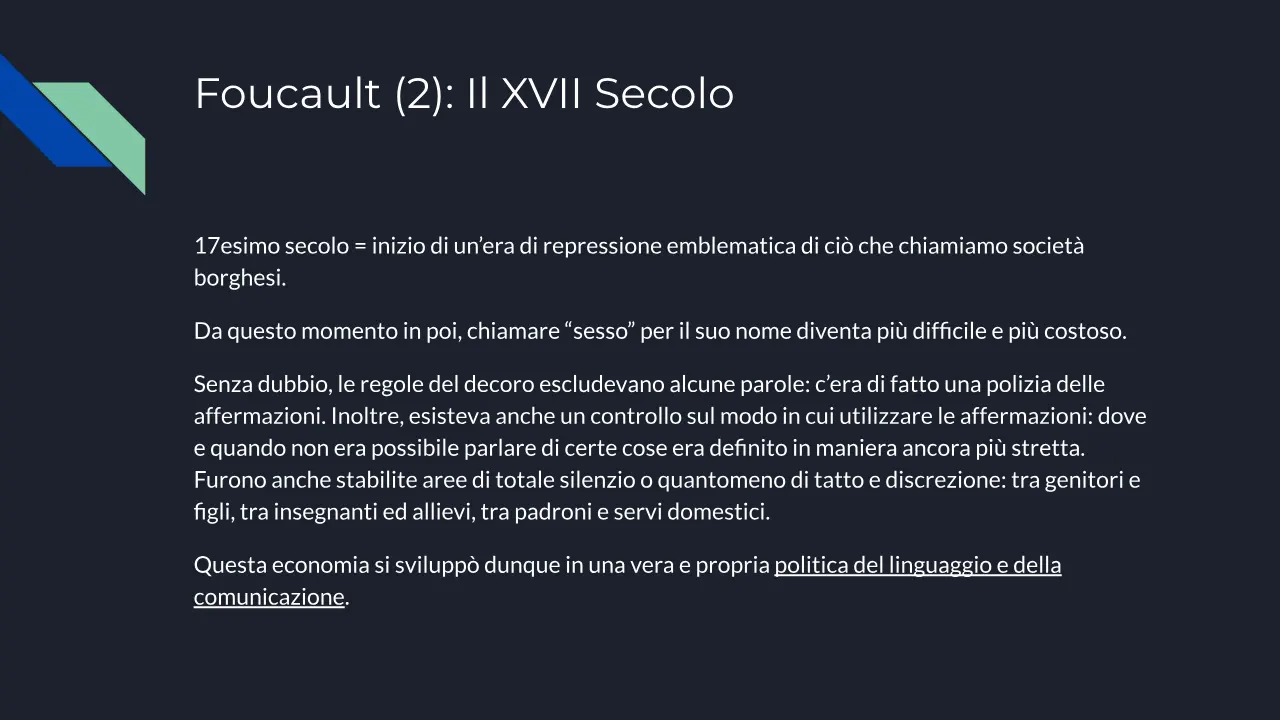 Foucault (2): Il XVII Secolo
17esimo secolo = inizio di un’era di repressione emblematica di ciò che chiamiamo società
borghesi.
Da questo momento in poi, chiamare “sesso” per il suo nome diventa più difficile e più costoso.
Senza dubbio, le regole del decoro escludevano alcune parole: c’era di fatto una polizia delle
affermazioni. Inoltre, esisteva anche un controllo sul modo in cui utilizzare le affermazioni: dove
e quando non era possibile parlare di certe cose era definito in maniera ancora più stretta.
Furono anche stabilite aree di totale silenzio o quantomeno di tatto e discrezione: tra genitori e
figli, tra insegnanti ed allievi, tra padroni e servi domestici.
Questa economia si sviluppò dunque in una vera e propria politica del linguaggio e della
comunicazione.